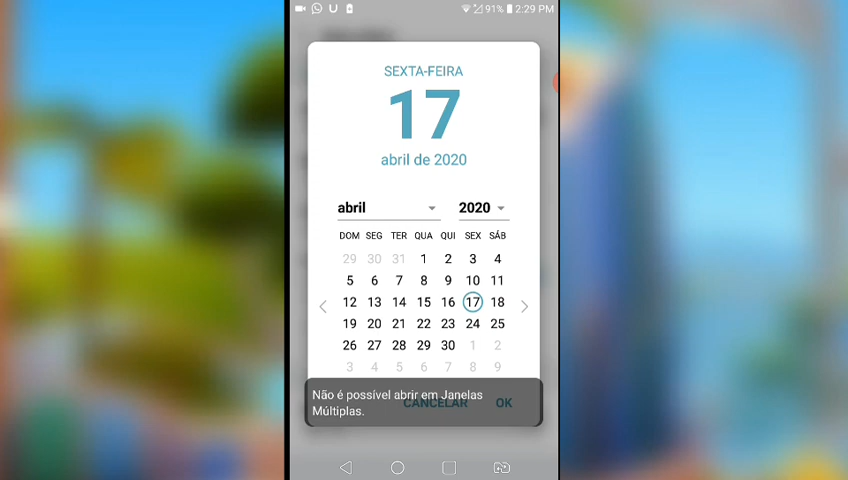 91% 2:29 PM
SEXTA-FEIRA
17
abril de 2020
abril 2020
DOM SEG TER QUA QUI SEX SÁB
29 30 31 1 2 3 4
5 6 7 8 9 10 11
12 13 14 15 16 17 18
19 20 21 22 23 24 25
26 27 28 29 30 1 2
3 4 5 6 7 8 9
Não é possível abrir em Janelas
Múltiplas.
CANCELAR OK